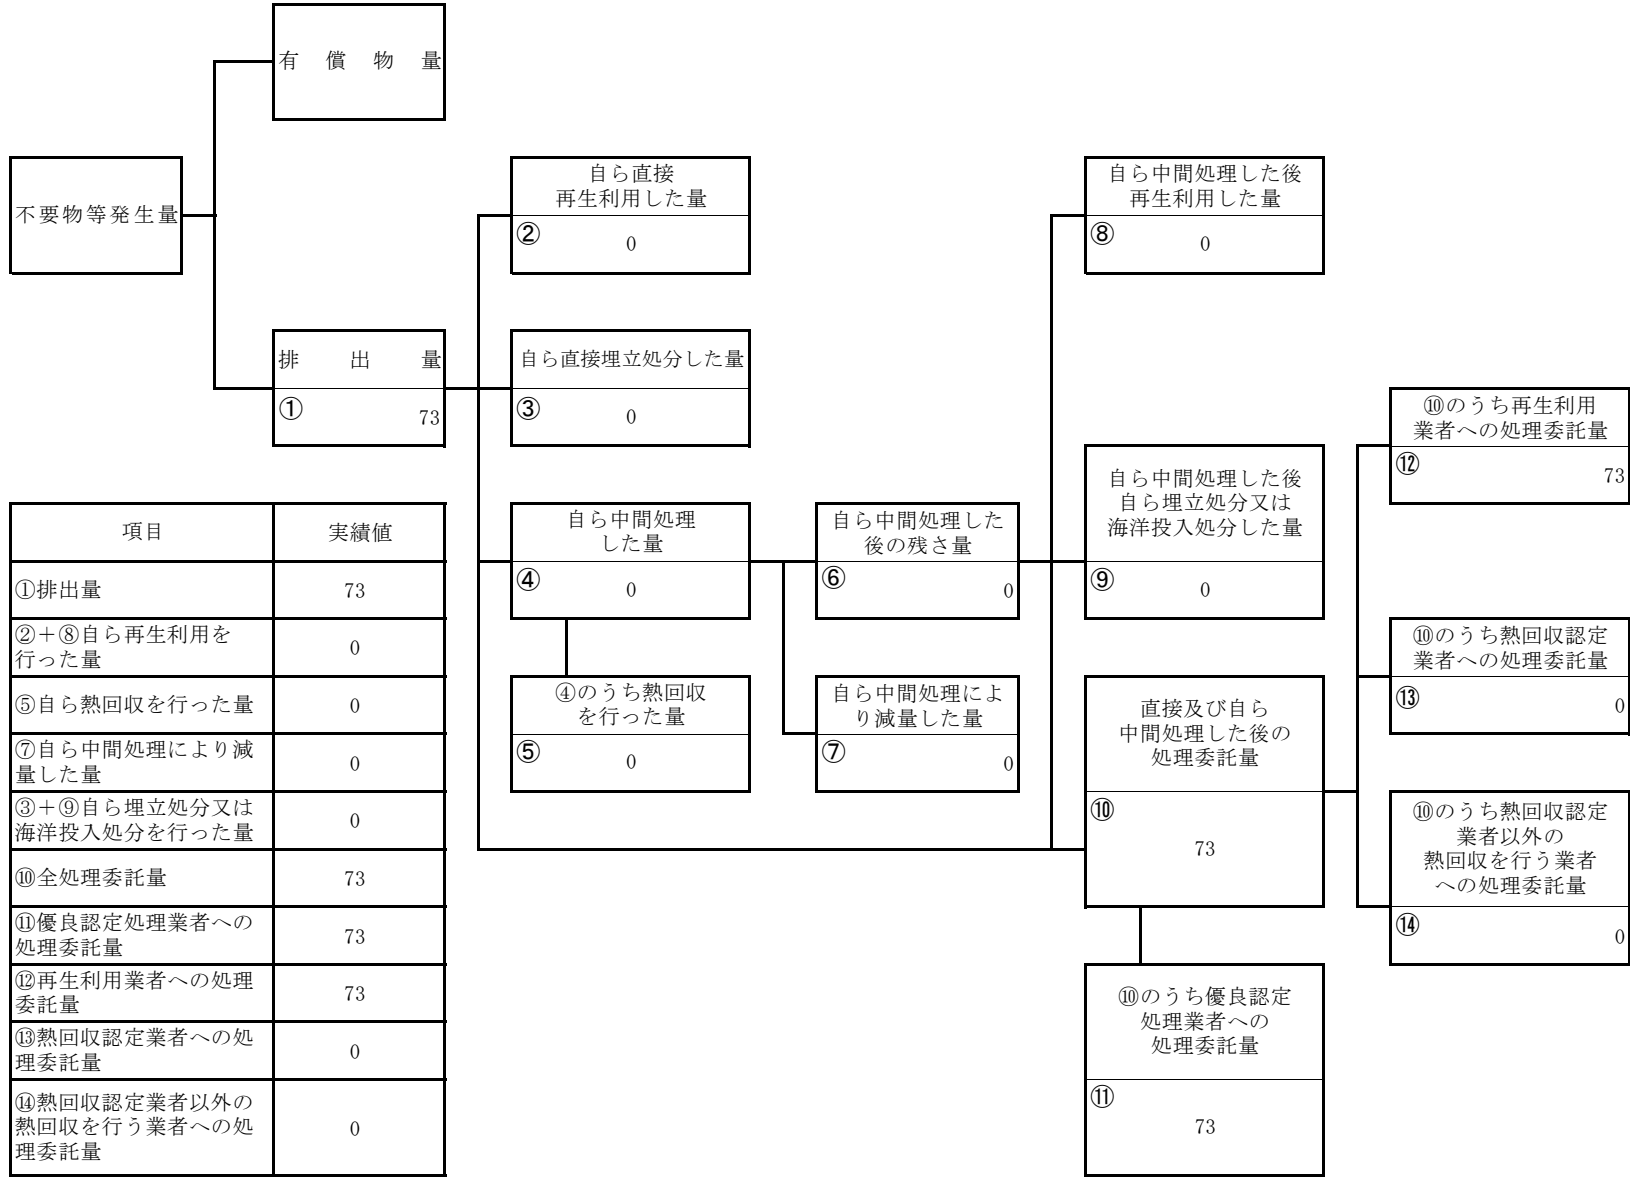 有償物量
不要物等発生量
排出量
①
73
自ら直接
再生利用した量
②
0
自ら直接埋立処分した量
③
0
自ら中間処理
した量
④
0
④のうち熱回収
を行った量
⑤
0
自ら中間処理した
後の残さ量
⑥
0
自ら中間処理によ
り減量した量
⑦
0
自ら中間処理した後
再生利用した量
⑧
0
自ら中間処理した後
自ら埋立処分又は
海洋投入処分した量
⑨
0
直接及び自ら
中間処理した後の
処理委託量
⑩
73
⑩のうち優良認定
処理業者への
処理委託量
⑪
73
⑩のうち再生利用
業者への処理委託量
⑫
73
⑩のうち熱回収認定
業者への処理委託量
⑬
0
⑩のうち熱回収認定
業者以外の
熱回収を行う業者
への処理委託量
⑭
0
項目 実績値
①排出量 73
②＋⑧自ら再生利用を
行った量
0
⑤自ら熱回収を行った量 0
⑦自ら中間処理により減
量した量
0
③＋⑨自ら埋立処分又は
海洋投入処分を行った量
0
⑩全処理委託量 73
⑪優良認定処理業者への
処理委託量
73
⑫再生利用業者への処理
委託量
73
⑬熱回収認定業者への処
理委託量
0
⑭熱回収認定業者以外の
熱回収を行う業者への処
理委託量
0